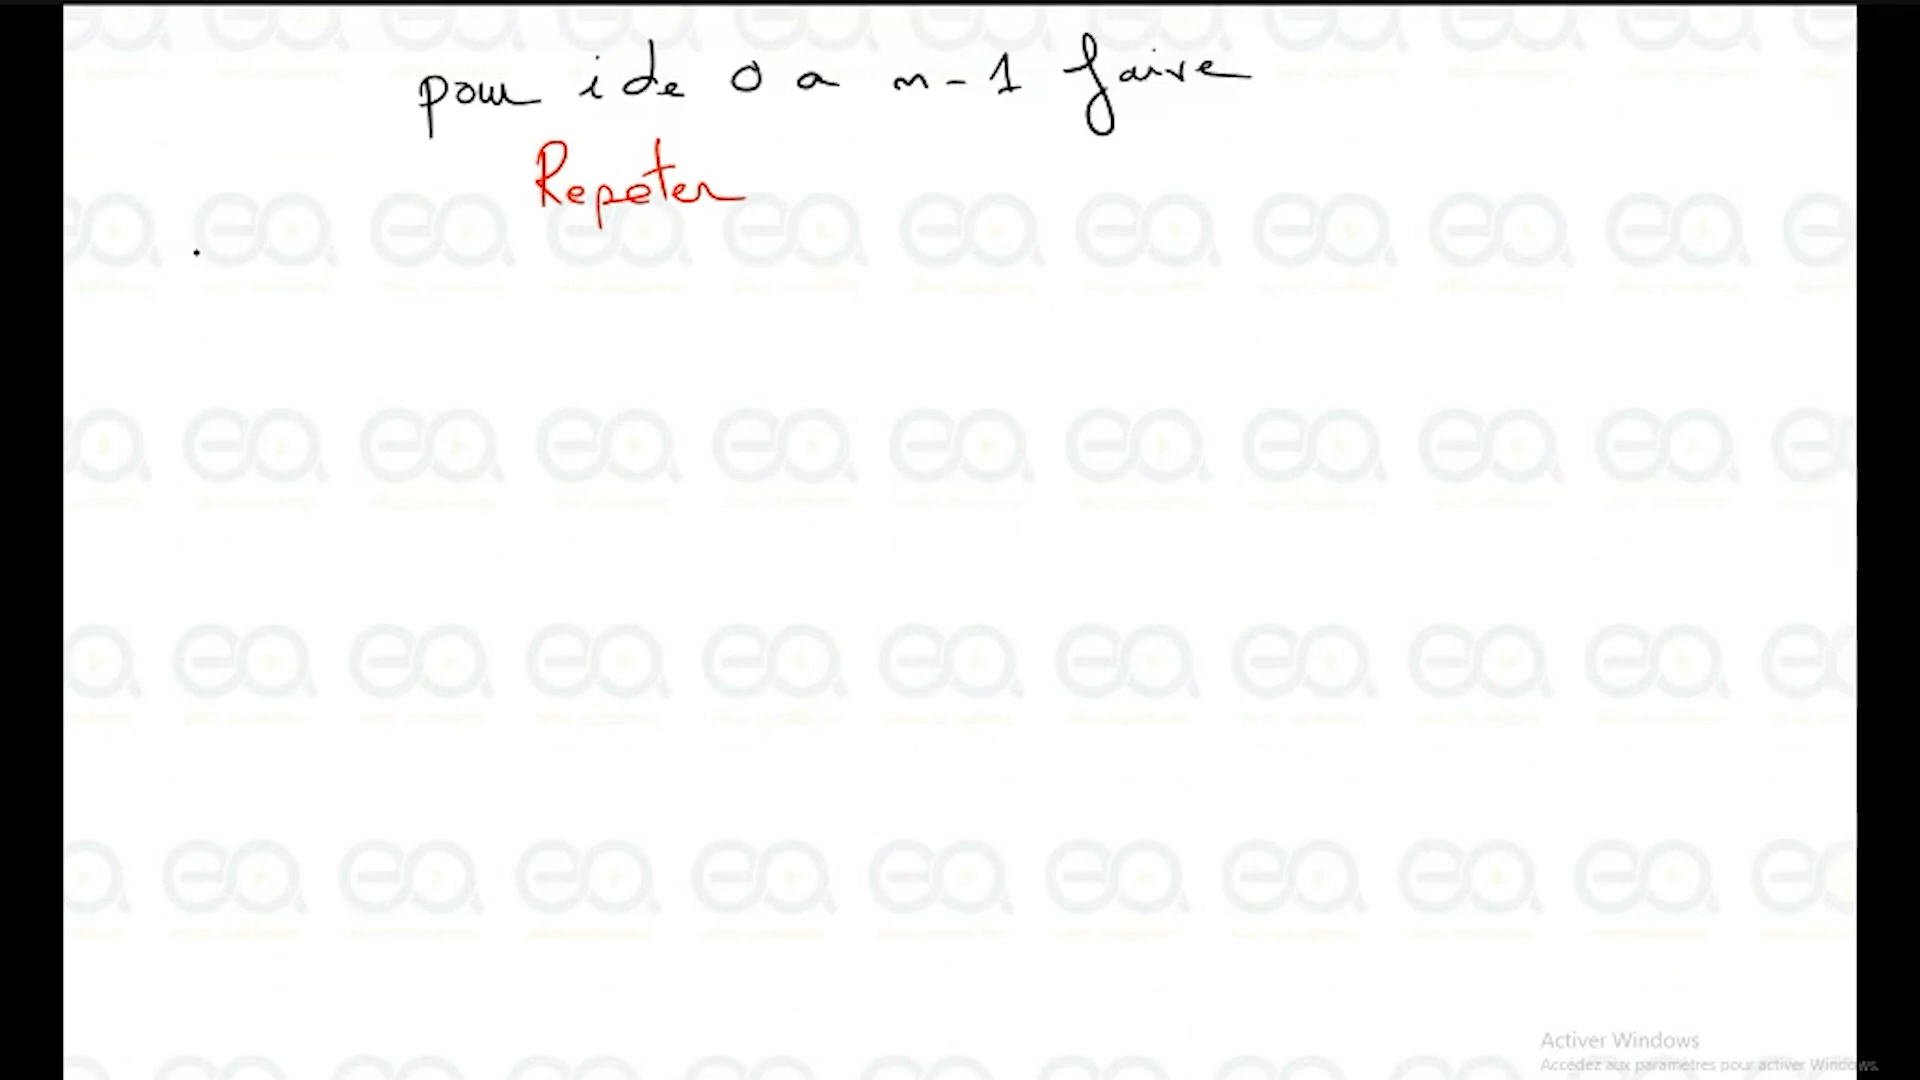 pour i de 0 a n-1 faire
Repeter
Activer Windows
Accédez aux paramètres pour activer Windows.